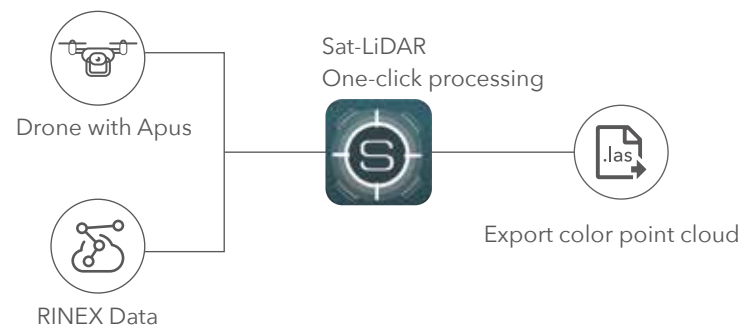 Sat-LiDAR
One-click processing
Drone with Apus
S
.las
Export color point cloud
RINEX Data